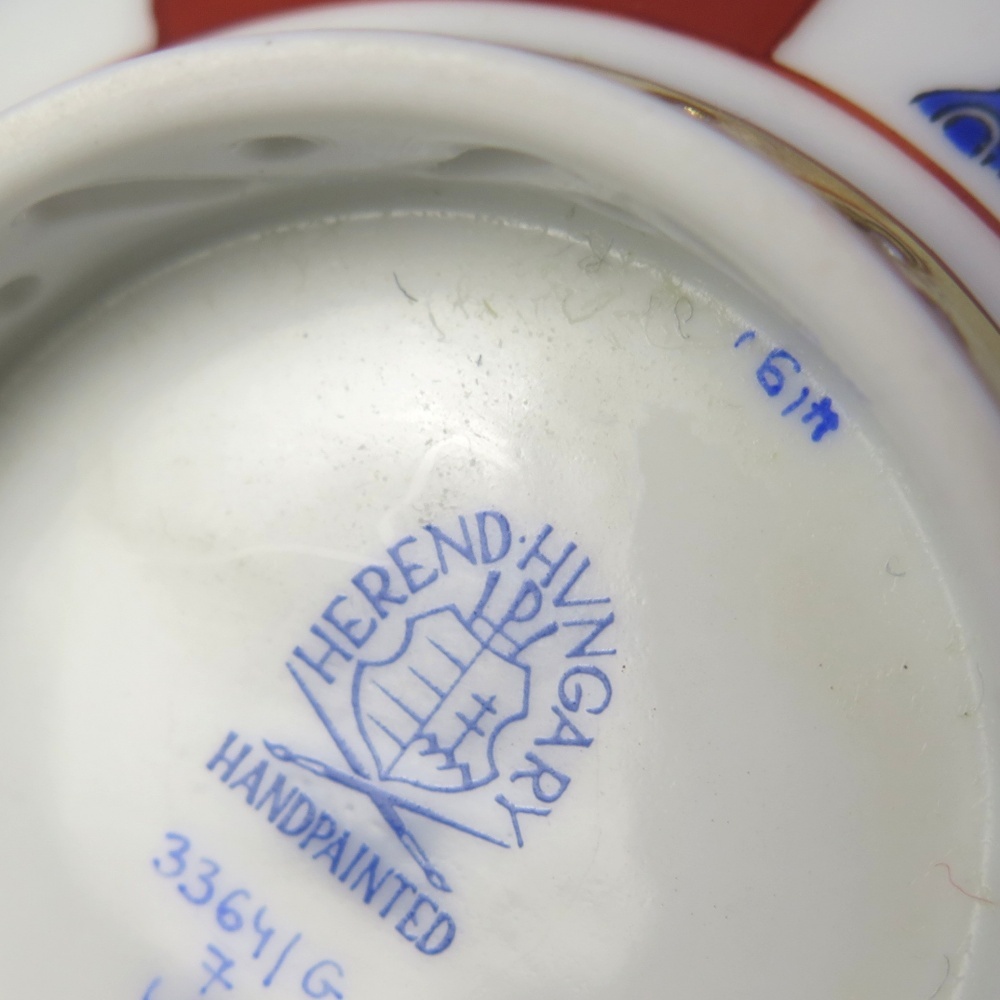 HEREND·HUNGARY
HANDPAINTED
3364/G
7